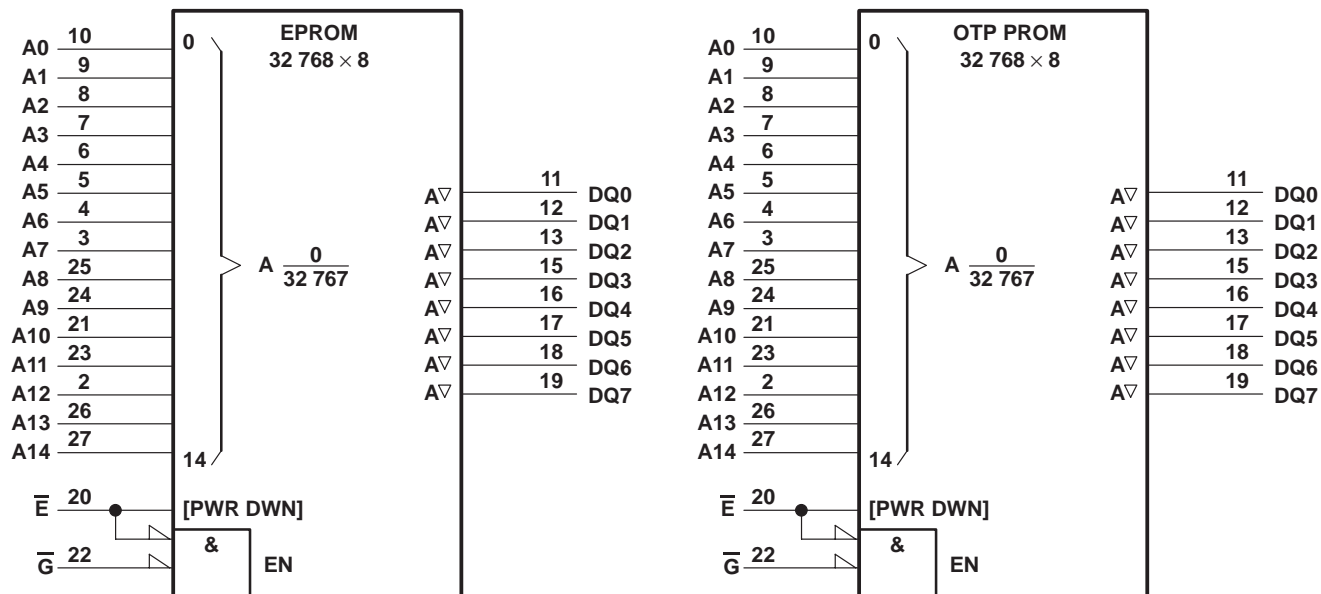 EPROM
32 768 × 8
A0 10 0
A1 9
A2 8
A3 7
A4 6
A5 5
A6 4
A7 3
A8 25
A9 24
A10 21
A11 23
A12 2
A13 26
A14 27 14
A 0
32 767
A▽ 11 DQ0
A▽ 12 DQ1
A▽ 13 DQ2
A▽ 15 DQ3
A▽ 16 DQ4
A▽ 17 DQ5
A▽ 18 DQ6
A▽ 19 DQ7
E̅ 20 [PWR DWN]
&
G̅ 22 EN
OTP PROM
32 768 × 8
A0 10 0
A1 9
A2 8
A3 7
A4 6
A5 5
A6 4
A7 3
A8 25
A9 24
A10 21
A11 23
A12 2
A13 26
A14 27 14
A 0
32 767
A▽ 11 DQ0
A▽ 12 DQ1
A▽ 13 DQ2
A▽ 15 DQ3
A▽ 16 DQ4
A▽ 17 DQ5
A▽ 18 DQ6
A▽ 19 DQ7
E̅ 20 [PWR DWN]
&
G̅ 22 EN